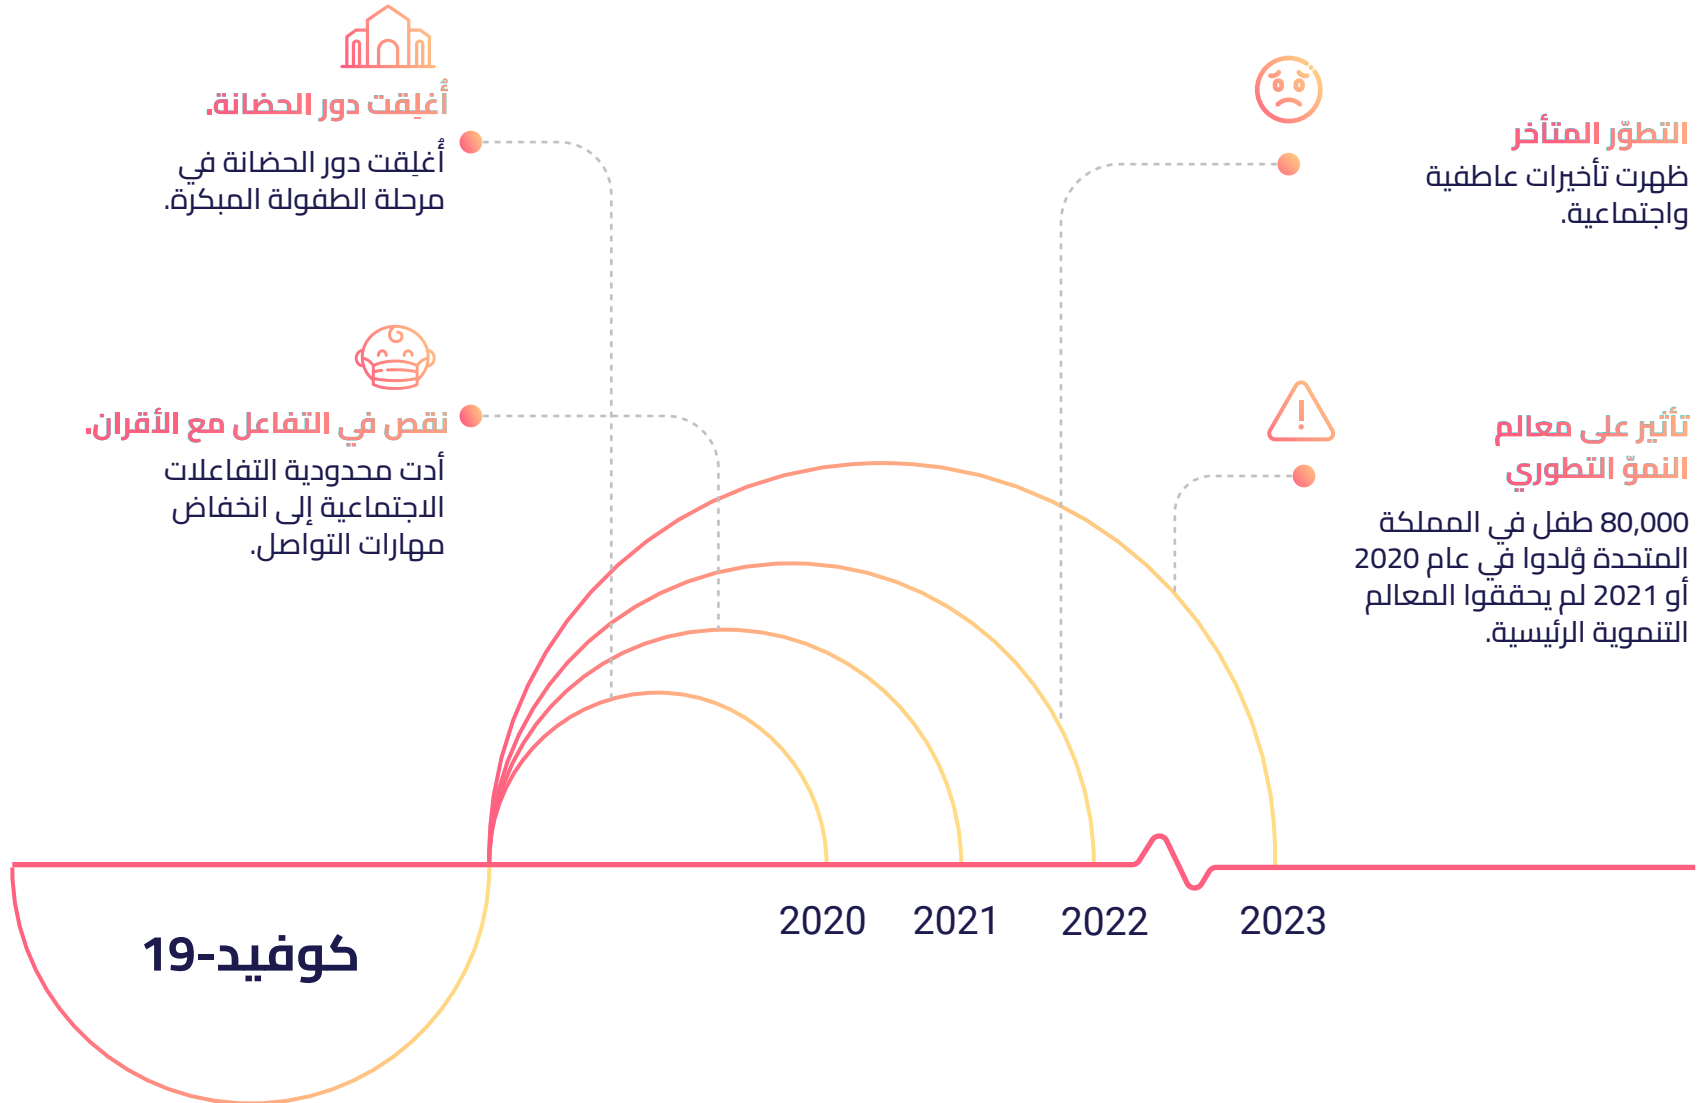 أُغلِقت دور الحضانة.
أُغلِقت دور الحضانة في
مرحلة الطفولة المبكرة.
نقص في التفاعل مع الأقران.
أدت محدودية التفاعلات
الاجتماعية إلى انخفاض
مهارات التواصل.
التطوّر المتأخر
ظهرت تأخيرات عاطفية
واجتماعية.
تأثير على معالم
النموّ التطوري
80,000 طفل في المملكة
المتحدة وُلدوا في عام 2020
أو 2021 لم يحققوا المعالم
التنموية الرئيسية.
2020 2021 2022 2023
كوفيد-19